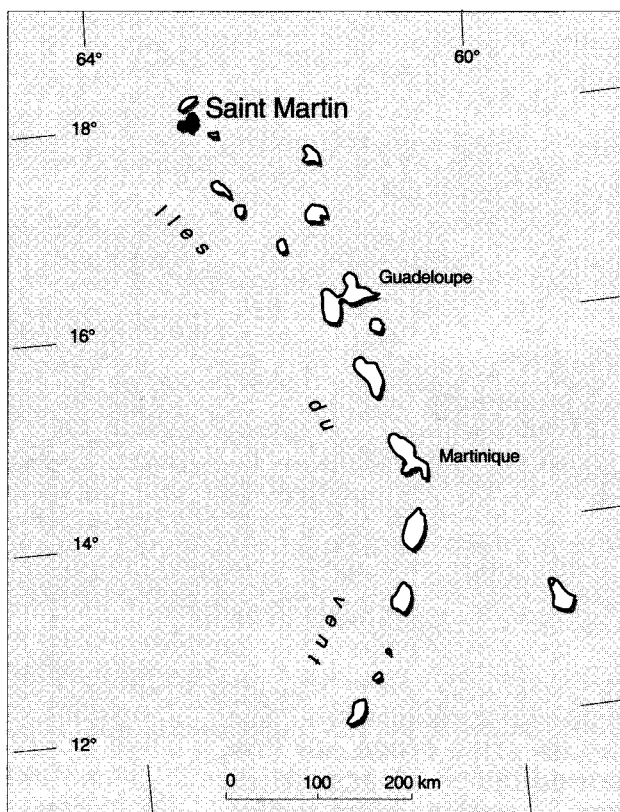 64°
60°
Saint Martin
18°
Iles
Guadeloupe
16°
du
Martinique
14°
vent
12°
0 100 200 km